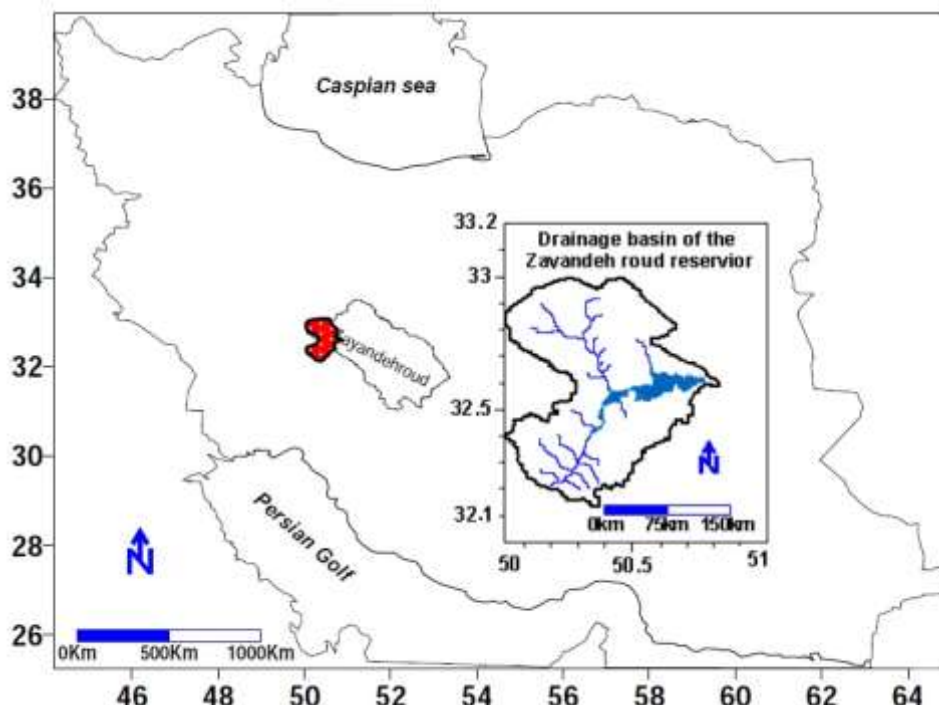 Caspian sea
38
36
34
32
30
28
26
ayandehroud
Persian Golf
N
0Km 500Km 1000Km
46 48 50 52 54 56 58 60 62 64
Drainage basin of the
Zayandeh roud reservior
33.2
33
32.5
32.1
N
0km 75km 150km
50 50.5 51